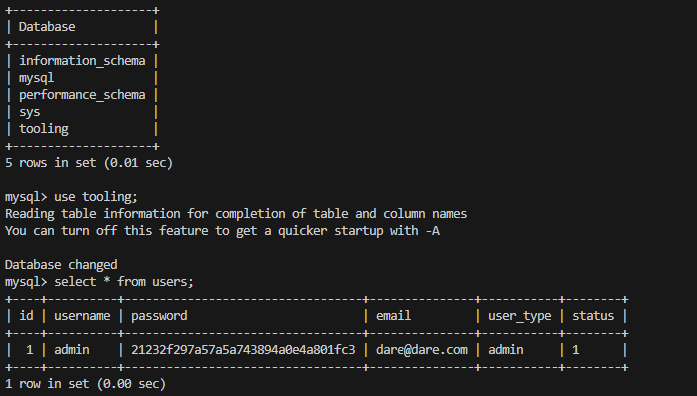 +--------------------+
| Database           |
+--------------------+
| information_schema |
| mysql              |
| performance_schema |
| sys                |
| tooling            |
+--------------------+
5 rows in set (0.01 sec)
mysql> use tooling;
Reading table information for completion of table and column names
You can turn off this feature to get a quicker startup with -A
Database changed
mysql> select * from users;
+----+----------+----------------------------------+---------------+-----------+--------+
| id | username | password                         | email         | user_type | status |
+----+----------+----------------------------------+---------------+-----------+--------+
|  1 | admin    | 21232f297a57a5a743894a0e4a801fc3 | dare@dare.com | admin     | 1      |
+----+----------+----------------------------------+---------------+-----------+--------+
1 row in set (0.00 sec)